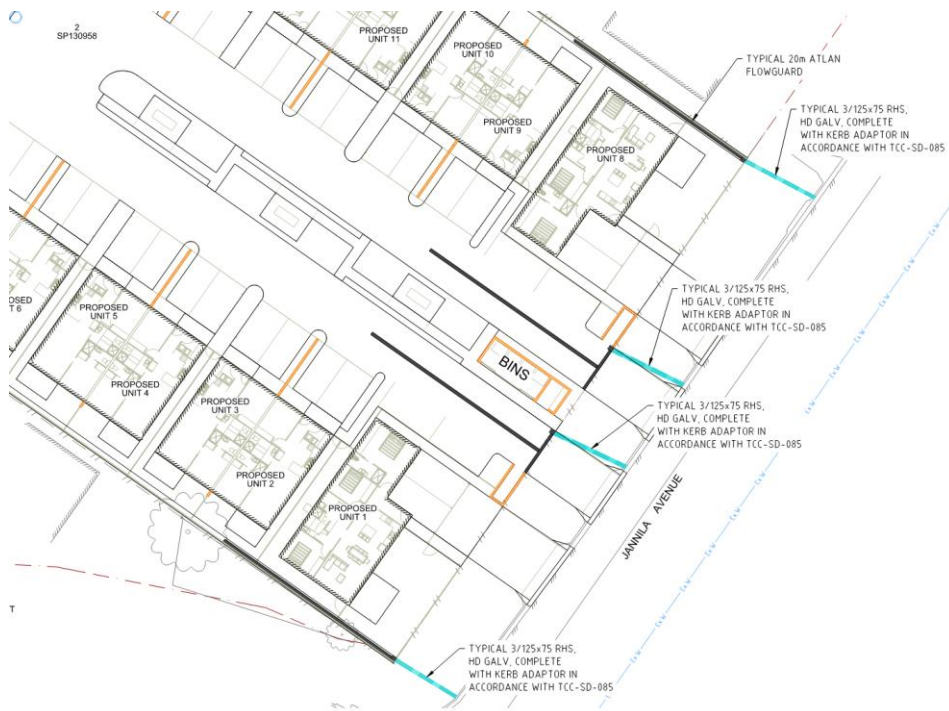 2
SP130958
PROPOSED
UNIT 11
PROPOSED
UNIT 10
PROPOSED
UNIT 9
PROPOSED
UNIT 8
TYPICAL 20m ATLAN
FLOWGUARD
TYPICAL 3/125x75 RHS,
HD GALV, COMPLETE
WITH KERB ADAPTOR IN
ACCORDANCE WITH TCC-SD-085
TYPICAL 3/125x75 RHS,
HD GALV, COMPLETE
WITH KERB ADAPTOR IN
ACCORDANCE WITH TCC-SD-085
TYPICAL 3/125x75 RHS,
HD GALV, COMPLETE
WITH KERB ADAPTOR IN
ACCORDANCE WITH TCC-SD-085
BINS
OSED
T 6
PROPOSED
UNIT 5
PROPOSED
UNIT 4
PROPOSED
UNIT 3
PROPOSED
UNIT 2
PROPOSED
UNIT 1
JANNILA AVENUE
T
TYPICAL 3/125x75 RHS,
HD GALV, COMPLETE
WITH KERB ADAPTOR IN
ACCORDANCE WITH TCC-SD-085